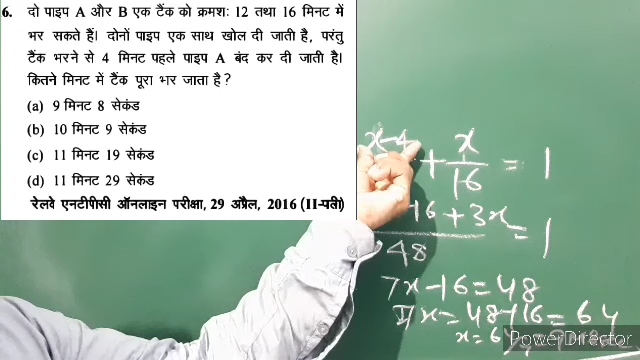 6. दो पाइप A और B एक टैंक को क्रमशः 12 तथा 16 मिनट में
भर सकते हैं। दोनों पाइप एक साथ खोल दी जाती है, परंतु
टैंक भरने से 4 मिनट पहले पाइप A बंद कर दी जाती है।
कितने मिनट में टैंक पूरा भर जाता है?
(a) 9 मिनट 8 सेकंड
(b) 10 मिनट 9 सेकंड
(c) 11 मिनट 19 सेकंड
(d) 11 मिनट 29 सेकंड
रेलवे एनटीपीसी ऑनलाइन परीक्षा, 29 अप्रैल, 2016 (II-पाली)
x-4 + x/16 = 1
16 + 3x
48 = 1
7x - 16 = 48
x = 48 + 16 = 64
PowerDirector